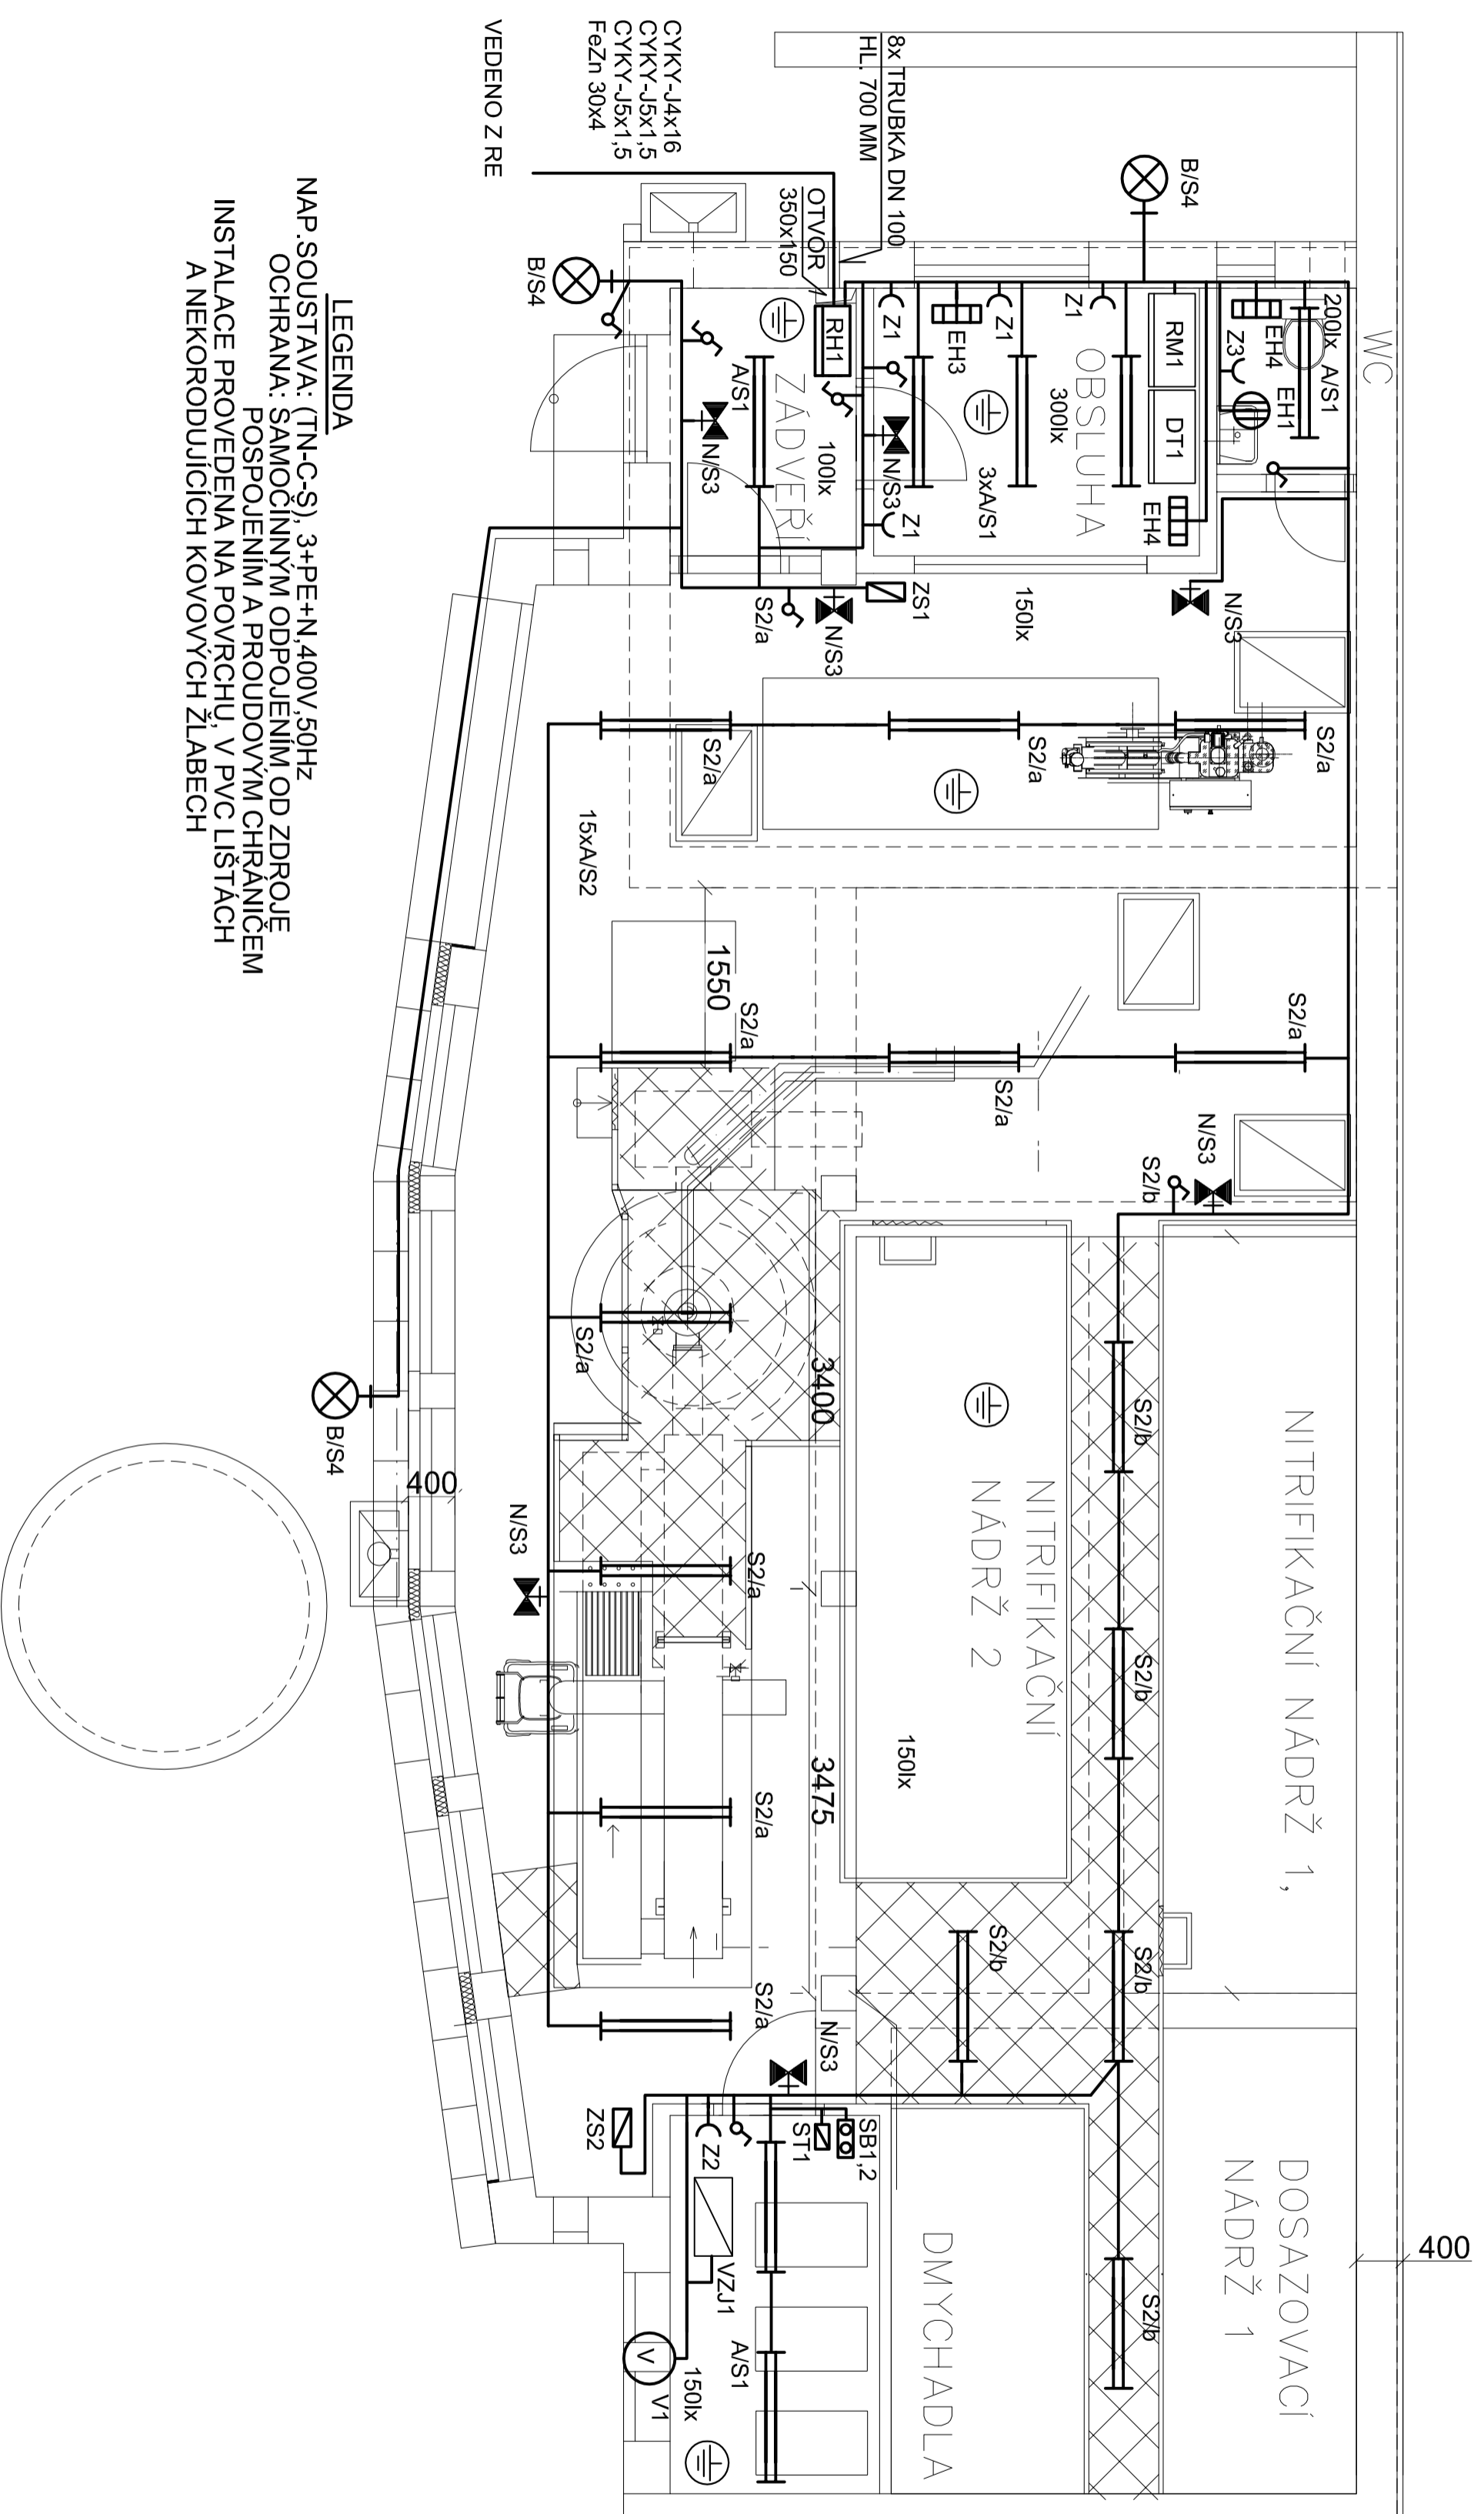 WC
B/S4
8x TRUBKA DN 100
HL. 700 MM
CYKY-J4x16
CYKY-J5x1,5
CYKY-J5x1,5
FeZn 30x4
VEDENO Z RE
OTVOR
350x150
B/S4
200lx
A/S1
EH4
Z3
EH1
RM1
DT1
EH4
Z1
Z1
EH3
Z1
OBSLUHA
300lx
3xA/S1
N/S3
Z1
RH1
ZÁDVEŘÍ
100lx
A/S1
N/S3
ZS1
N/S3
S2/a
150lx
N/S3
S2/a
S2/a
S2/a
15xA/S2
1550
S2/a
S2/a
S2/a
N/S3
S2/b
S2/a
3400
S2/b
NITRIFIKAČNÍ NÁDRŽ 1,
NITRIFIKAČNÍ
NÁDRŽ 2
150lx
S2/b
S2/b
S2/b
S2/b
B/S4
400
N/S3
S2/a
3475
S2/a
S2/a
N/S3
SB1,2
ST1
Z2
ZS2
VZJ1
A/S1
150lx
V
V1
DMYCHADLA
DOSAZOVACÍ
NÁDRŽ 1
400
LEGENDA
NAP.SOUSTAVA: (TN-C-S), 3+PE+N,400V,50Hz
OCHRANA: SAMOČINNÝM ODPOJENÍM OD ZDROJE
POSPOJENÍM A PROUDOVÝM CHRÁNIČEM
INSTALACE PROVEDENA NA POVRCHU, V PVC LIŠTÁCH
A NEKORODUJÍCÍCH KOVOVÝCH ŽLABECH